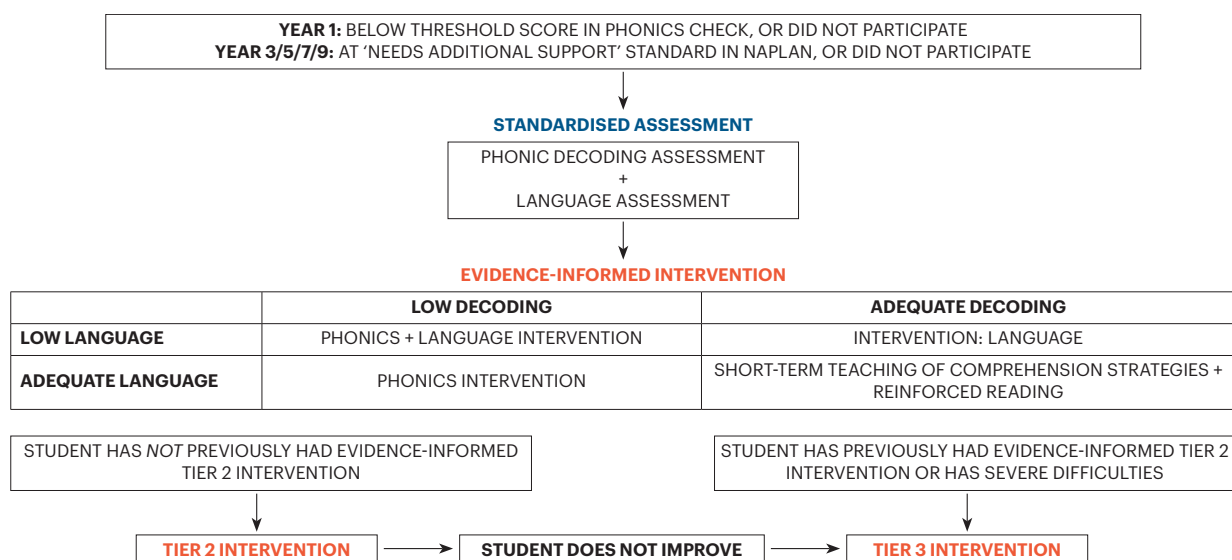 YEAR 1: BELOW THRESHOLD SCORE IN PHONICS CHECK, OR DID NOT PARTICIPATE
YEAR 3/5/7/9: AT ‘NEEDS ADDITIONAL SUPPORT’ STANDARD IN NAPLAN, OR DID NOT PARTICIPATE
STANDARDISED ASSESSMENT
PHONIC DECODING ASSESSMENT
+
LANGUAGE ASSESSMENT
EVIDENCE-INFORMED INTERVENTION
LOW DECODING ADEQUATE DECODING
LOW LANGUAGE PHONICS + LANGUAGE INTERVENTION INTERVENTION: LANGUAGE
ADEQUATE LANGUAGE PHONICS INTERVENTION SHORT-TERM TEACHING OF COMPREHENSION STRATEGIES +
REINFORCED READING
STUDENT HAS NOT PREVIOUSLY HAD EVIDENCE-INFORMED
TIER 2 INTERVENTION
STUDENT HAS PREVIOUSLY HAD EVIDENCE-INFORMED TIER 2
INTERVENTION OR HAS SEVERE DIFFICULTIES
TIER 2 INTERVENTION STUDENT DOES NOT IMPROVE TIER 3 INTERVENTION